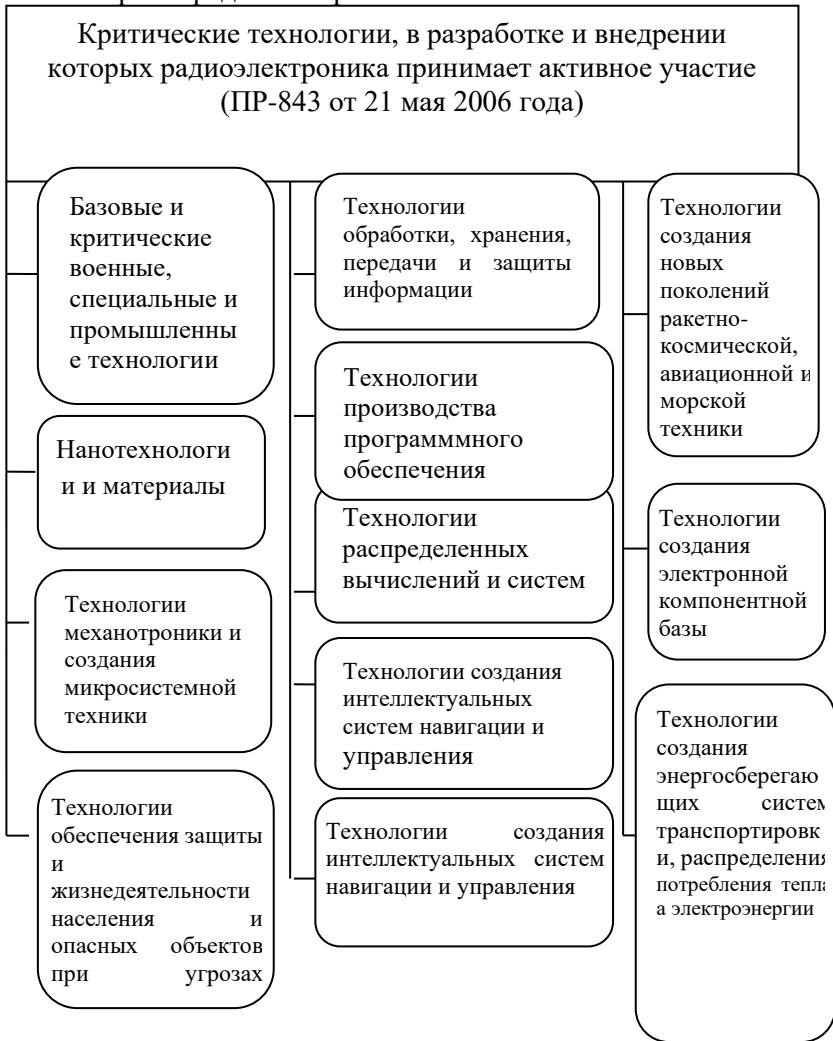 Критические технологии, в разработке и внедрении
которых радиоэлектроника принимает активное участие
(ПР-843 от 21 мая 2006 года)
Базовые и
критические
военные,
специальные и
промышленны
е технологии
Нанотехнологи
и и материалы
Технологии
механотроники и
создания
микросистемной
техники
Технологии
обеспечения защиты
и
жизнедеятельности
населения и
опасных объектов
при угрозах
Технологии
обработки, хранения,
передачи и защиты
информации
Технологии
производства
программмного
обеспечения
Технологии
распределенных
вычислений и систем
Технологии создания
интеллектуальных
систем навигации и
управления
Технологии создания
интеллектуальных систем
навигации и управления
Технологии
создания
новых
поколений
ракетно-
космической,
авиационной и
морской
техники
Технологии
создания
электронной
компонентной
базы
Технологии
создания
энергосберегаю
щих систем
транспортировк
и, распределения
потребления тепла
а электроэнергии